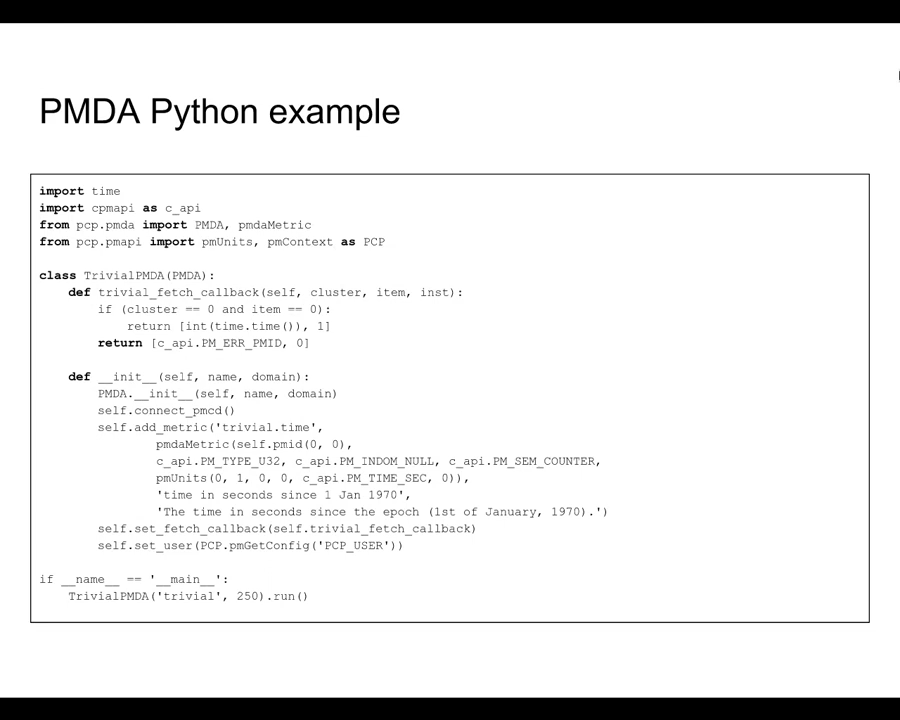 PMDA Python example
import time
import cpmapi as c_api
from pcp.pmda import PMDA, pmdaMetric
from pcp.pmapi import pmUnits, pmContext as PCP
class TrivialPMDA(PMDA):
    def trivial_fetch_callback(self, cluster, item, inst):
        if (cluster == 0 and item == 0):
            return [int(time.time()), 1]
        return [c_api.PM_ERR_PMID, 0]
    def __init__(self, name, domain):
        PMDA.__init__(self, name, domain)
        self.connect_pmcd()
        self.add_metric('trivial.time',
                pmdaMetric(self.pmid(0, 0),
                c_api.PM_TYPE_U32, c_api.PM_INDOM_NULL, c_api.PM_SEM_COUNTER,
                pmUnits(0, 1, 0, 0, c_api.PM_TIME_SEC, 0)),
                'time in seconds since 1 Jan 1970',
                'The time in seconds since the epoch (1st of January, 1970).')
        self.set_fetch_callback(self.trivial_fetch_callback)
        self.set_user(PCP.pmGetConfig('PCP_USER'))
if __name__ == '__main__':
    TrivialPMDA('trivial', 250).run()